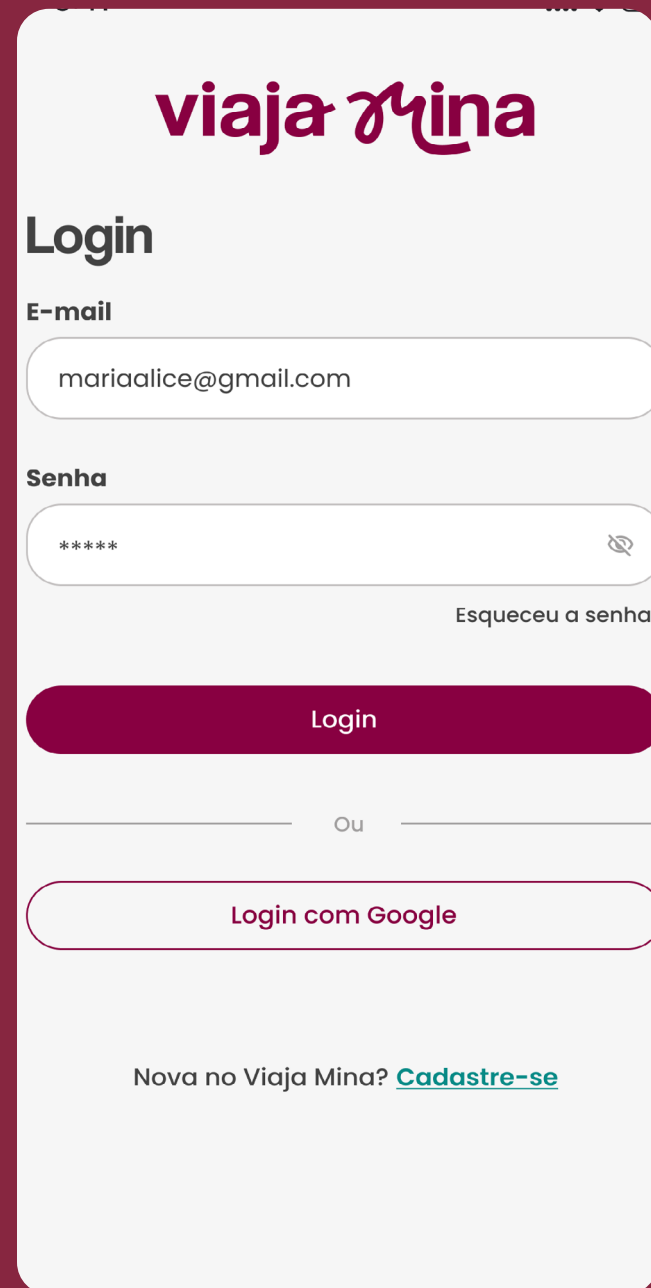 viaja Mina
Login
E-mail
mariaalice@gmail.com
Senha
*****
Esqueceu a senha
Login
Ou
Login com Google
Nova no Viaja Mina? Cadastre-se